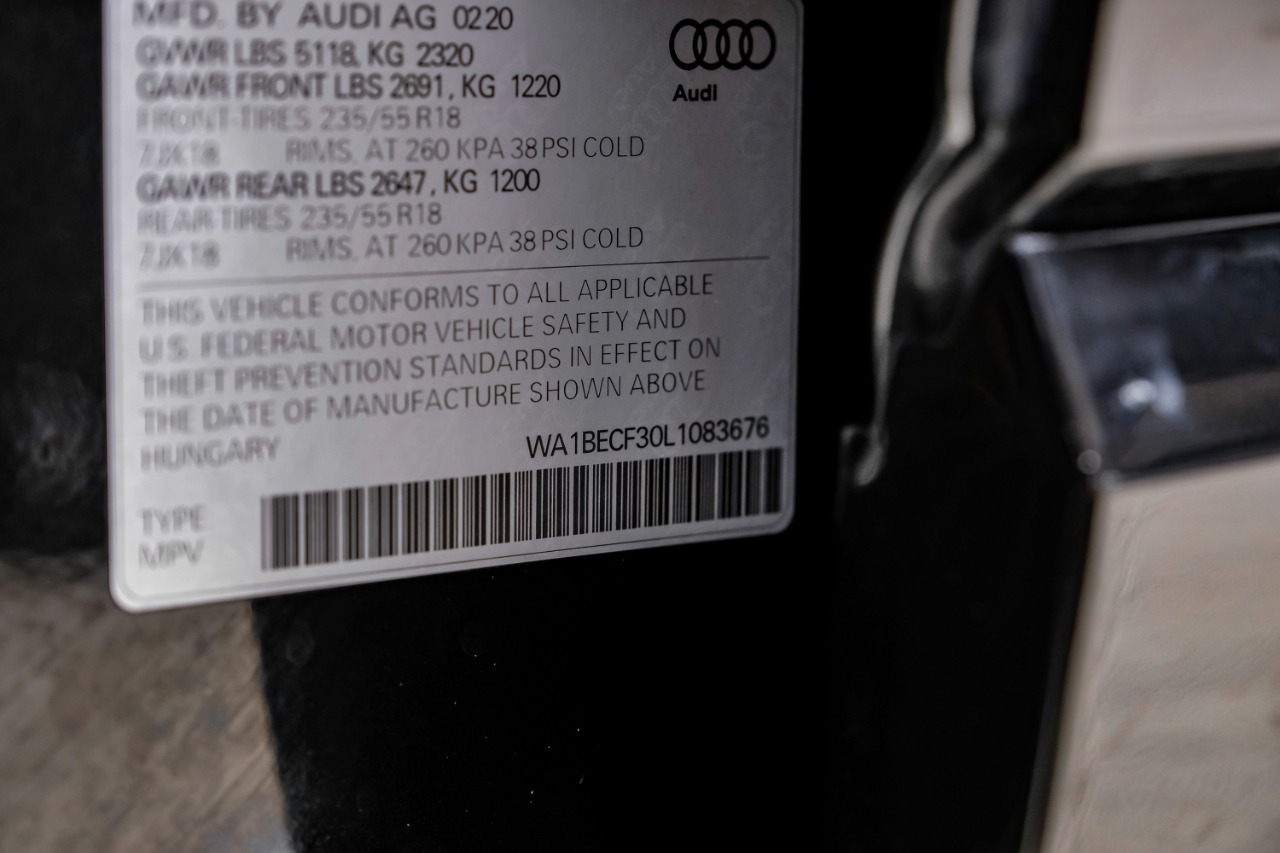 MFD. BY AUDI AG 0220
GVWR LBS 5118, KG 2320
GAWR FRONT LBS 2691, KG 1220
FRONT-TIRES 235/55 R18
7JX18 RIMS, AT 260 KPA 38 PSI COLD
GAWR REAR LBS 2647, KG 1200
REAR TIRES 235/55 R18
7JX18 RIMS, AT 260 KPA 38 PSI COLD
Audi
THIS VEHICLE CONFORMS TO ALL APPLICABLE
U.S. FEDERAL MOTOR VEHICLE SAFETY AND
THEFT PREVENTION STANDARDS IN EFFECT ON
THE DATE OF MANUFACTURE SHOWN ABOVE
HUNGARY WA1BECF30L1083676
TYPE
MPV